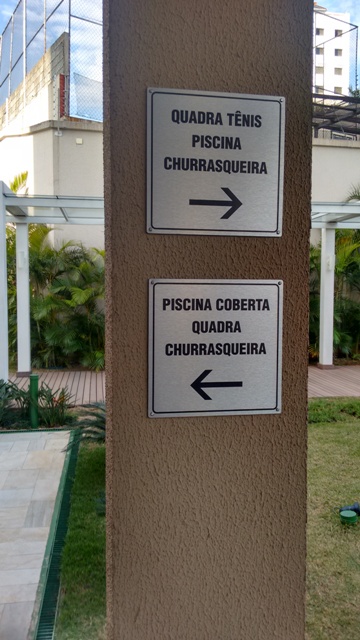 QUADRA TÊNIS
PISCINA
CHURRASQUEIRA
PISCINA COBERTA
QUADRA
CHURRASQUEIRA